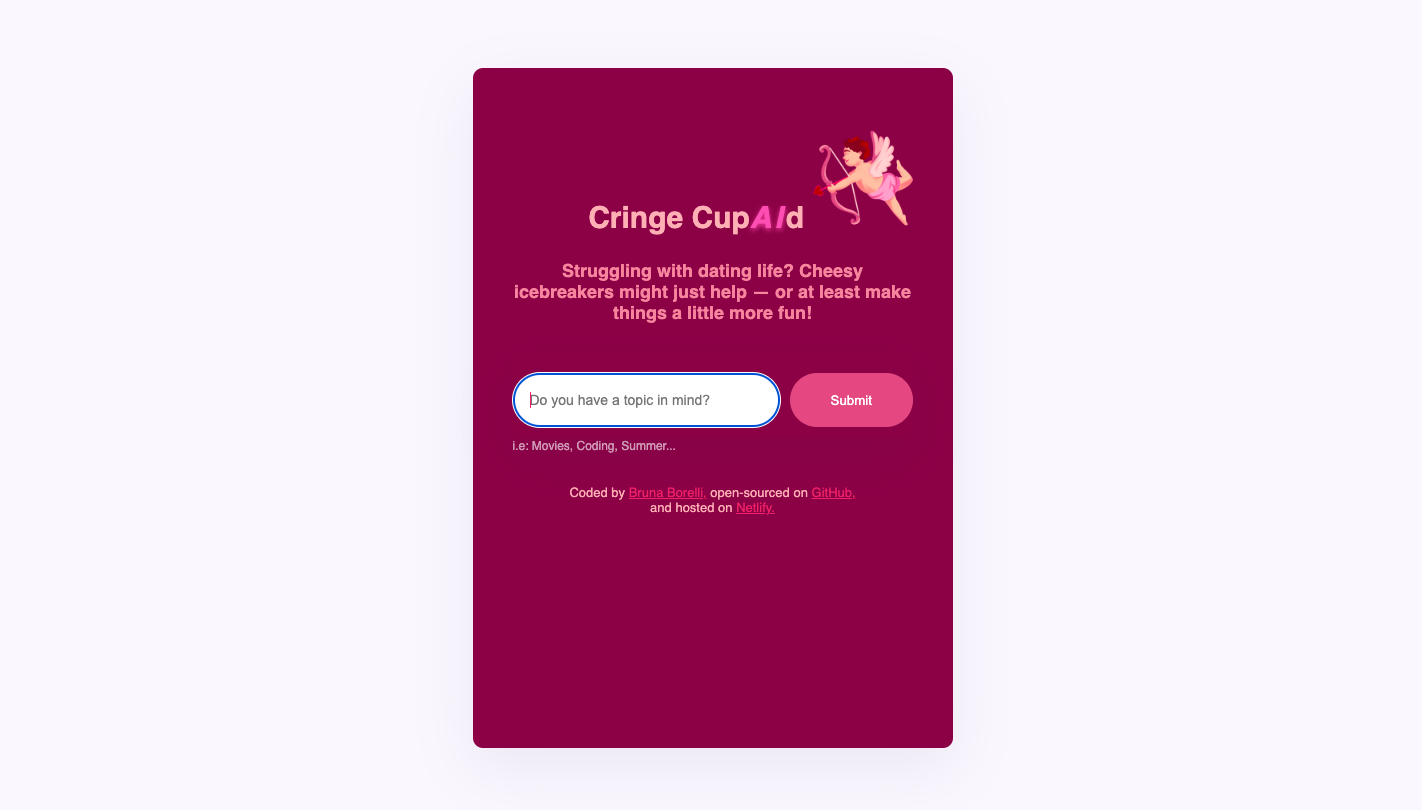 Cringe CupAId
Struggling with dating life? Cheesy
icebreakers might just help — or at least make
things a little more fun!
Do you have a topic in mind?
Submit
i.e: Movies, Coding, Summer...
Coded by Bruna Borelli, open-sourced on GitHub,
and hosted on Netlify.